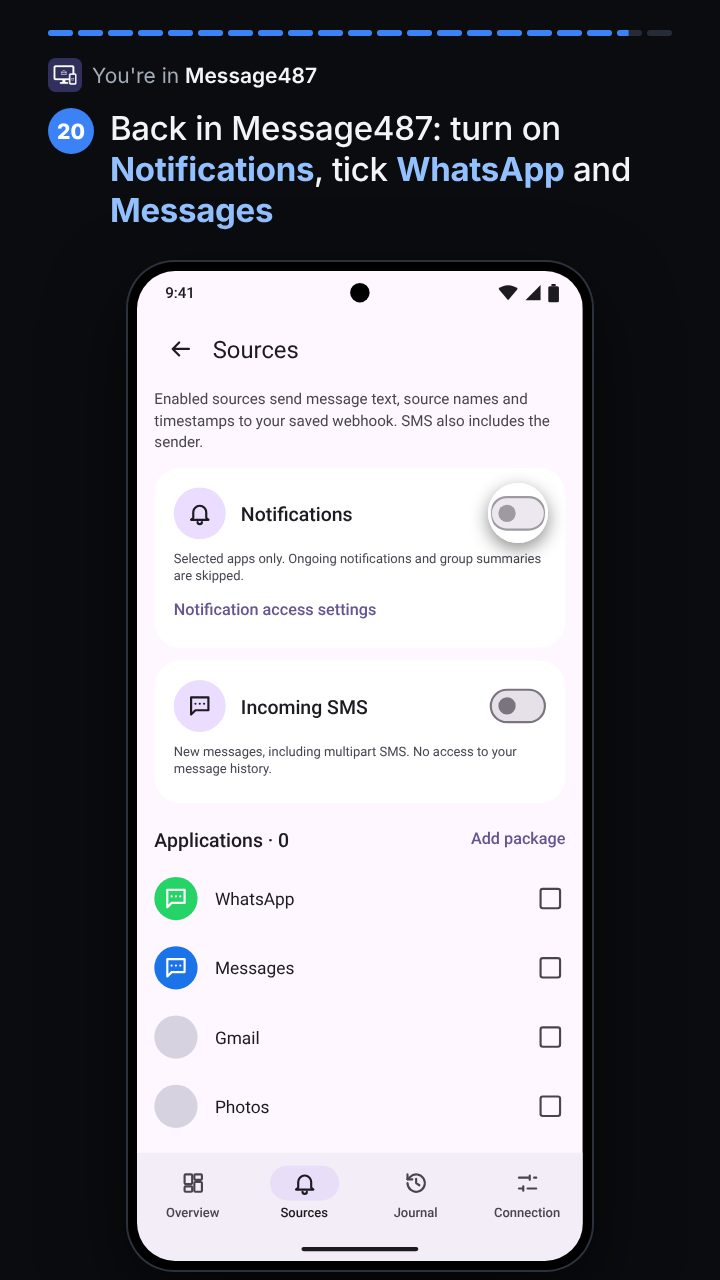 You're in Message487
20
Back in Message487: turn on
Notifications, tick WhatsApp and
Messages
9:41
Sources
Enabled sources send message text, source names and
timestamps to your saved webhook. SMS also includes the
sender.
Notifications
Selected apps only. Ongoing notifications and group summaries
are skipped.
Notification access settings
Incoming SMS
New messages, including multipart SMS. No access to your
message history.
Applications · 0
Add package
WhatsApp
Messages
Gmail
Photos
Overview
Sources
Journal
Connection